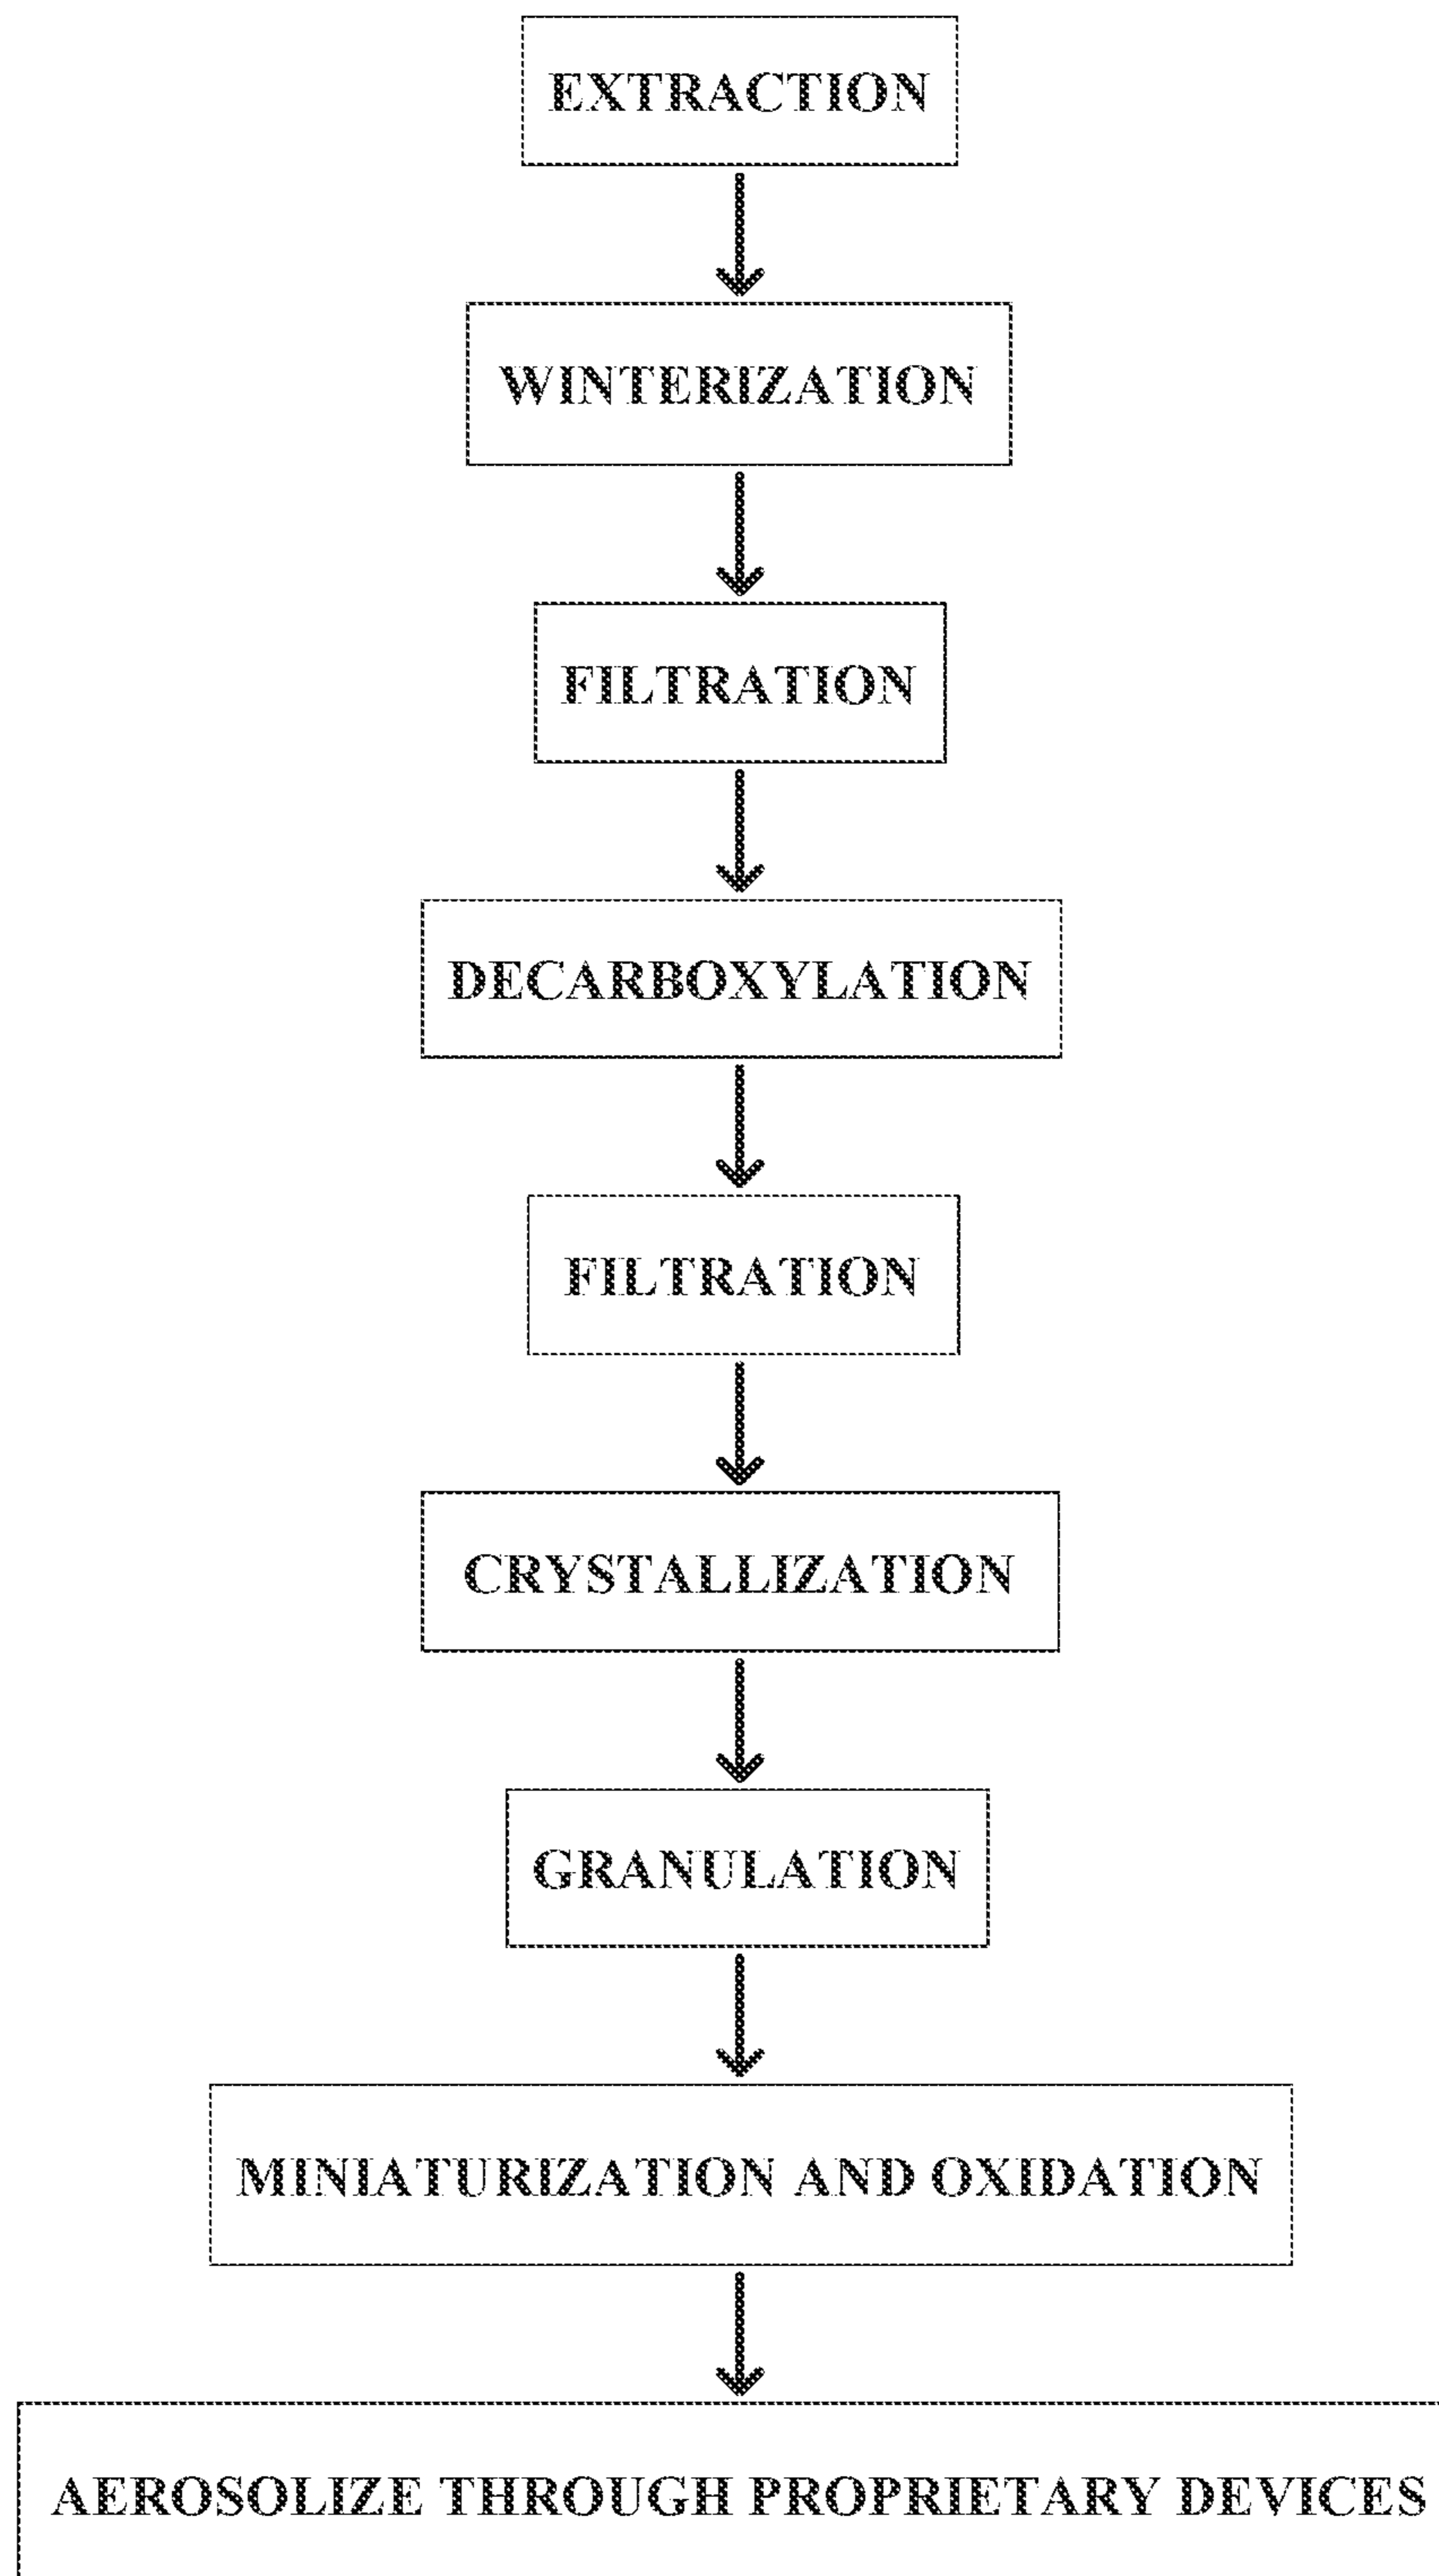 EXTRACTION
WINTERIZATION
FILTRATION
DECARBOXYLATION
FILTRATION
CRYSTALLIZATION
GRANULATION
MINIATURIZATION AND OXIDATION
AEROSOLIZE THROUGH PROPRIETARY DEVICES